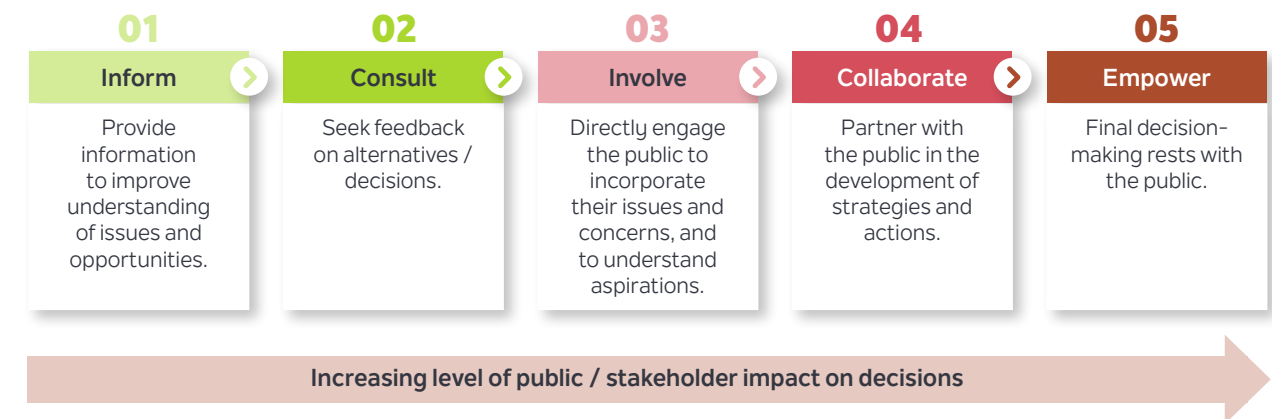 01
Inform
Provide
information
to improve
understanding
of issues and
opportunities.
02
Consult
Seek feedback
on alternatives /
decisions.
03
Involve
Directly engage
the public to
incorporate
their issues and
concerns, and
to understand
aspirations.
04
Collaborate
Partner with
the public in the
development of
strategies and
actions.
05
Empower
Final decision-
making rests with
the public.
Increasing level of public / stakeholder impact on decisions